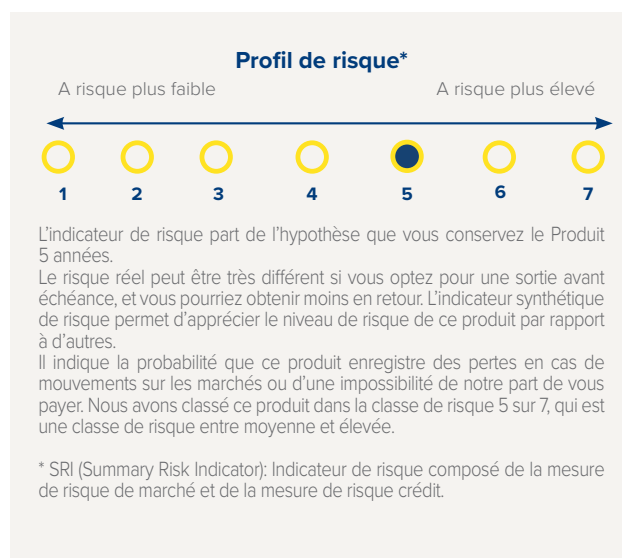 Profil de risque*
A risque plus faible A risque plus élevé
1 2 3 4 5 6 7
L’indicateur de risque part de l’hypothèse que vous conservez le Produit
5 années.
Le risque réel peut être très différent si vous optez pour une sortie avant
échéance, et vous pourriez obtenir moins en retour. L’indicateur synthétique
de risque permet d’apprécier le niveau de risque de ce produit par rapport
à d’autres.
Il indique la probabilité que ce produit enregistre des pertes en cas de
mouvements sur les marchés ou d’une impossibilité de notre part de vous
payer. Nous avons classé ce produit dans la classe de risque 5 sur 7, qui est
une classe de risque entre moyenne et élevée.
* SRI (Summary Risk Indicator): Indicateur de risque composé de la mesure
de risque de marché et de la mesure de risque crédit.